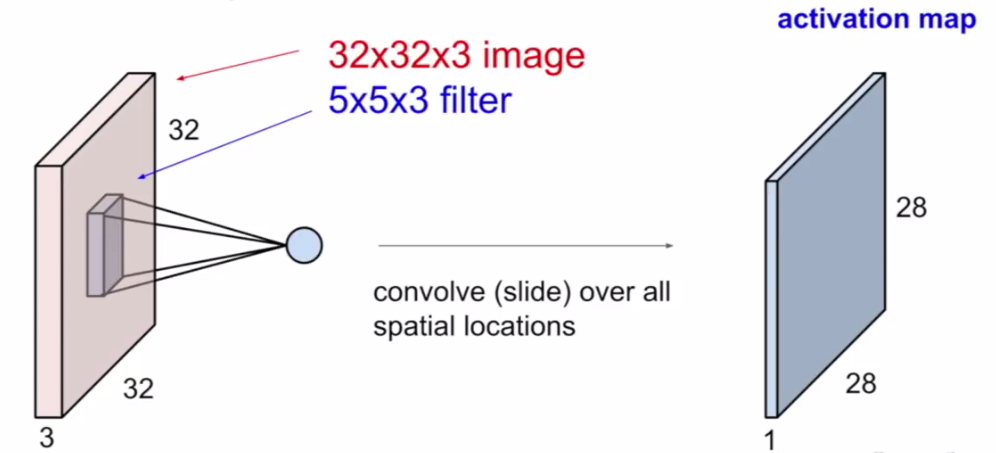 activation map
32x32x3 image
5x5x3 filter
32
32
3
convolve (slide) over all
spatial locations
28
28
1